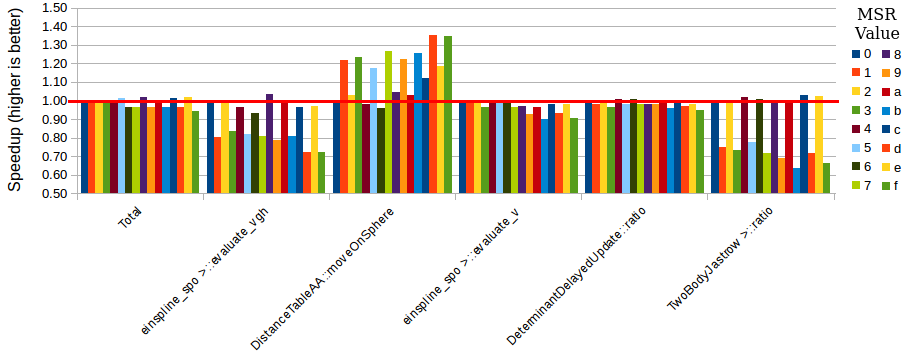 Speedup (higher is better)
1.50
1.40
1.30
1.20
1.10
1.00
0.90
0.80
0.70
0.60
0.50
Total
einspline_spo >::evaluate_vgh
DistanceTableAA::moveOnSphere
einspline_spo >::evaluate_v
DeterminantDelayedUpdate::ratio
TwoBodyJastrow >::ratio
MSR
Value
0 8
1 9
2 a
3 b
4 c
5 d
6 e
7 f